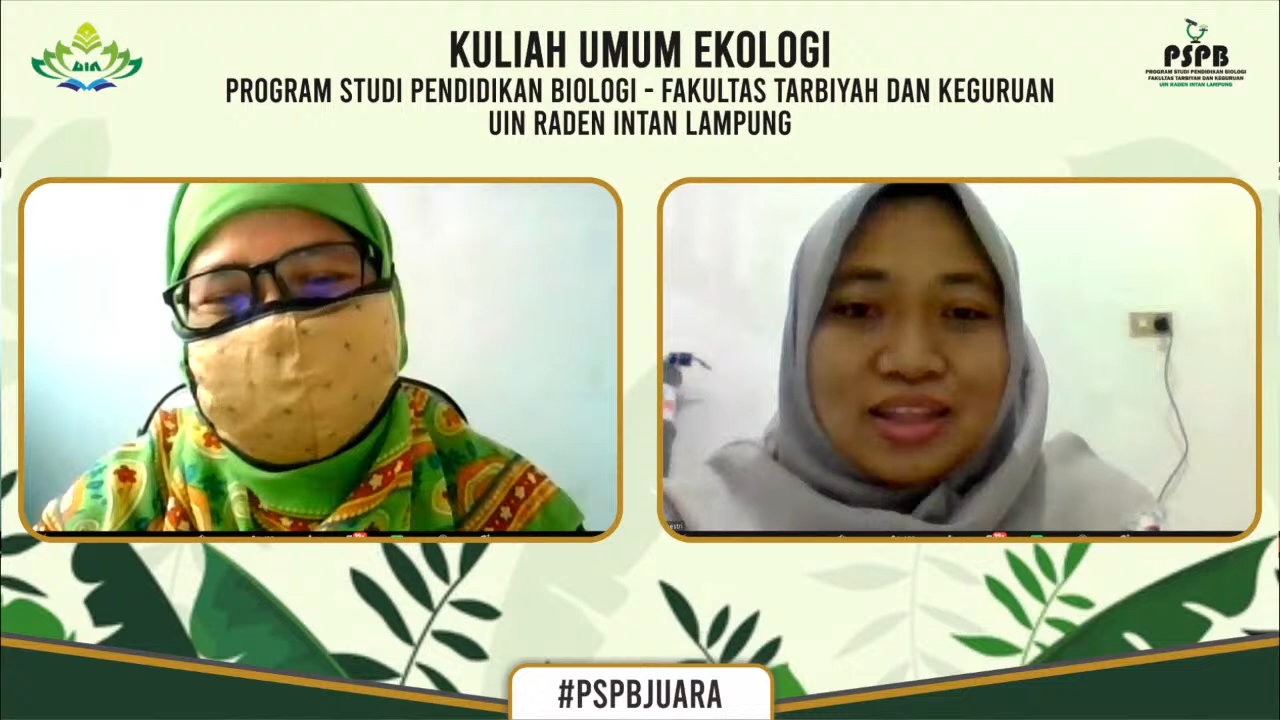 KULIAH UMUM EKOLOGI
PROGRAM STUDI PENDIDIKAN BIOLOGI - FAKULTAS TARBIYAH DAN KEGURUAN
UIN RADEN INTAN LAMPUNG
PSPB
PROGRAM STUDI PENDIDIKAN BIOLOGI
FAKULTAS TARBIYAH DAN KEGURUAN
UIN RADEN INTAN LAMPUNG
#PSPBJUARA